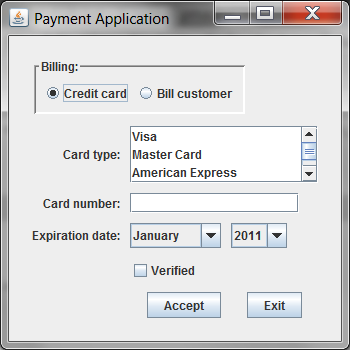 Payment Application
Billing:
Credit card Bill customer
Card type:
Visa
Master Card
American Express
Card number:
Expiration date: January 2011
Verified
Accept Exit